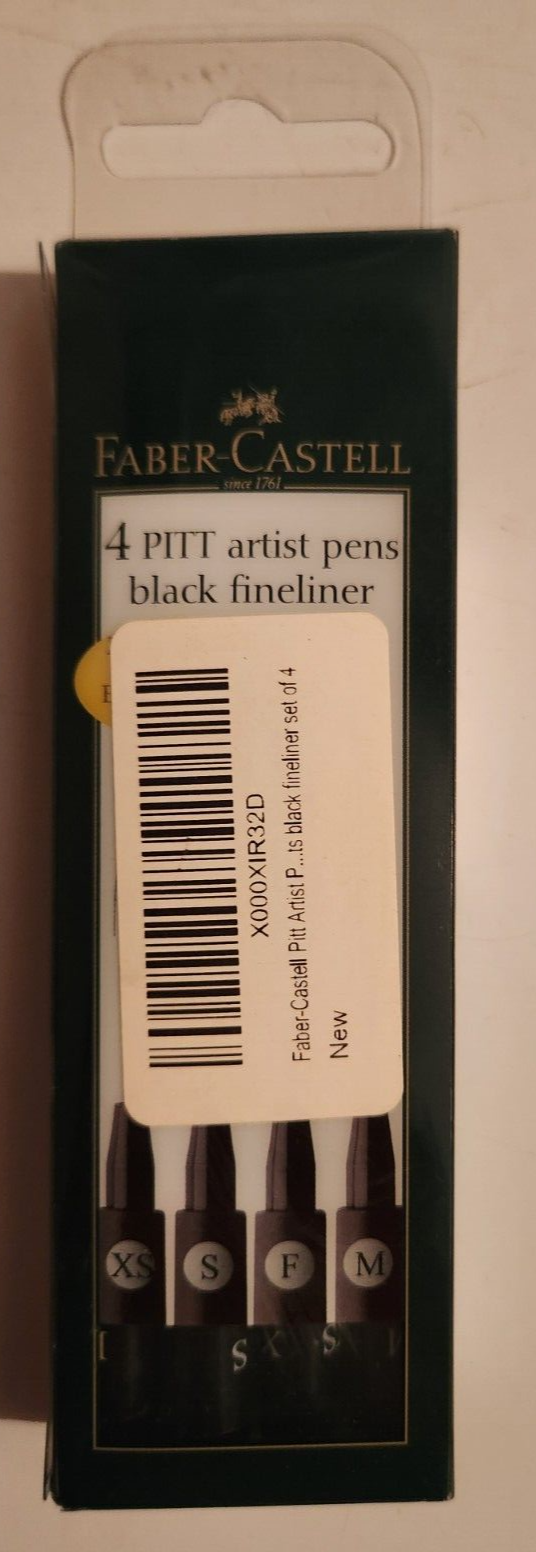 FABER-CASTELL
since 1761
4 PITT artist pens
black fineliner
X000XIR32D
Faber-Castell Pitt Artist P...ts black fineliner set of 4
New
XS
S
F
M